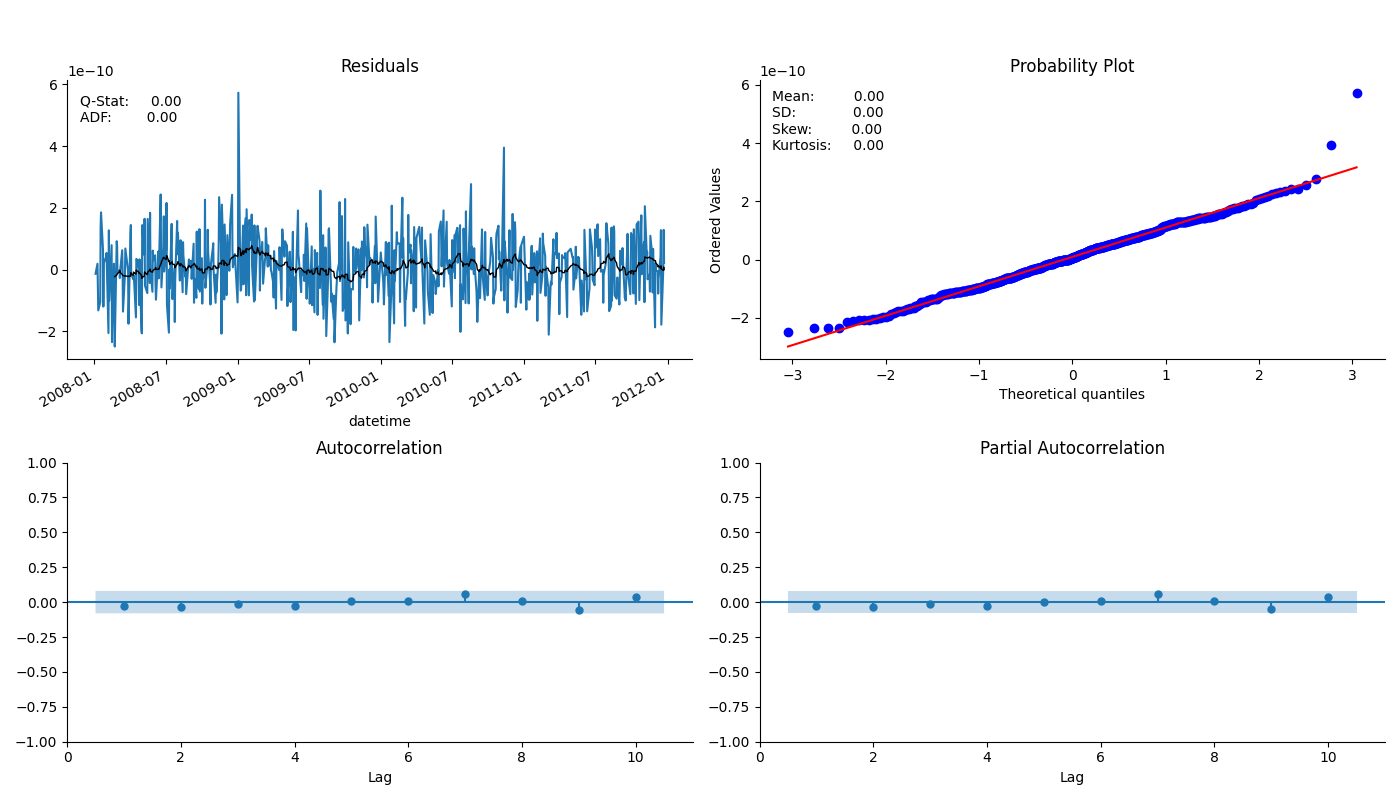 Residuals
1e−10
6
4
2
0
−2
Q-Stat: 0.00
ADF: 0.00
2008-01
2008-07
2009-01
2009-07
2010-01
2010-07
2011-01
2011-07
2012-01
datetime
Probability Plot
1e−10
Ordered Values
6
4
2
0
−2
Mean: 0.00
SD: 0.00
Skew: 0.00
Kurtosis: 0.00
−3 −2 −1 0 1 2 3
Theoretical quantiles
Autocorrelation
1.00
0.75
0.50
0.25
0.00
−0.25
−0.50
−0.75
−1.00
0 2 4 6 8 10
Lag
Partial Autocorrelation
1.00
0.75
0.50
0.25
0.00
−0.25
−0.50
−0.75
−1.00
0 2 4 6 8 10
Lag